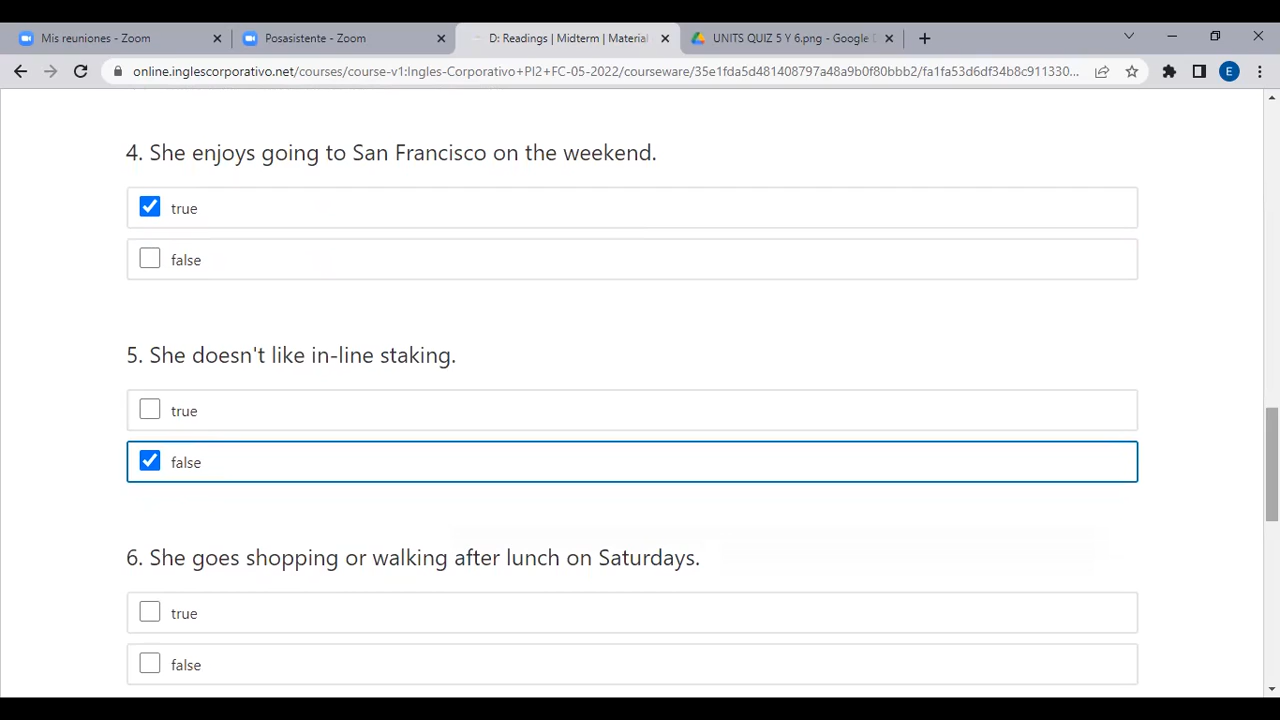 Mis reuniones - Zoom
Posasistente - Zoom
D: Readings | Midterm | Material
UNITS QUIZ 5 Y 6.png - Google D
online.inglescorporativo.net/courses/course-v1:Ingles-Corporativo+PI2+FC-05-2022/courseware/35e1fda5d481408797a48a9b0f80bbb2/fa1fa53d6df34b8c911330...
E
4. She enjoys going to San Francisco on the weekend.
true
false
5. She doesn't like in-line staking.
true
false
6. She goes shopping or walking after lunch on Saturdays.
true
false